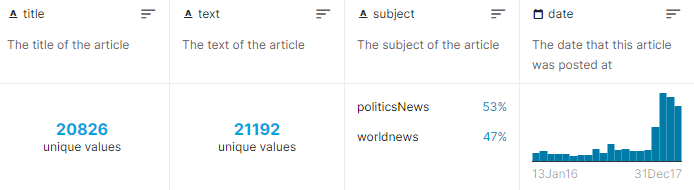 title
text
subject
date
The title of the article
The text of the article
The subject of the article
The date that this article
was posted at
20826
unique values
21192
unique values
politicsNews 53%
worldnews 47%
13Jan16 31Dec17